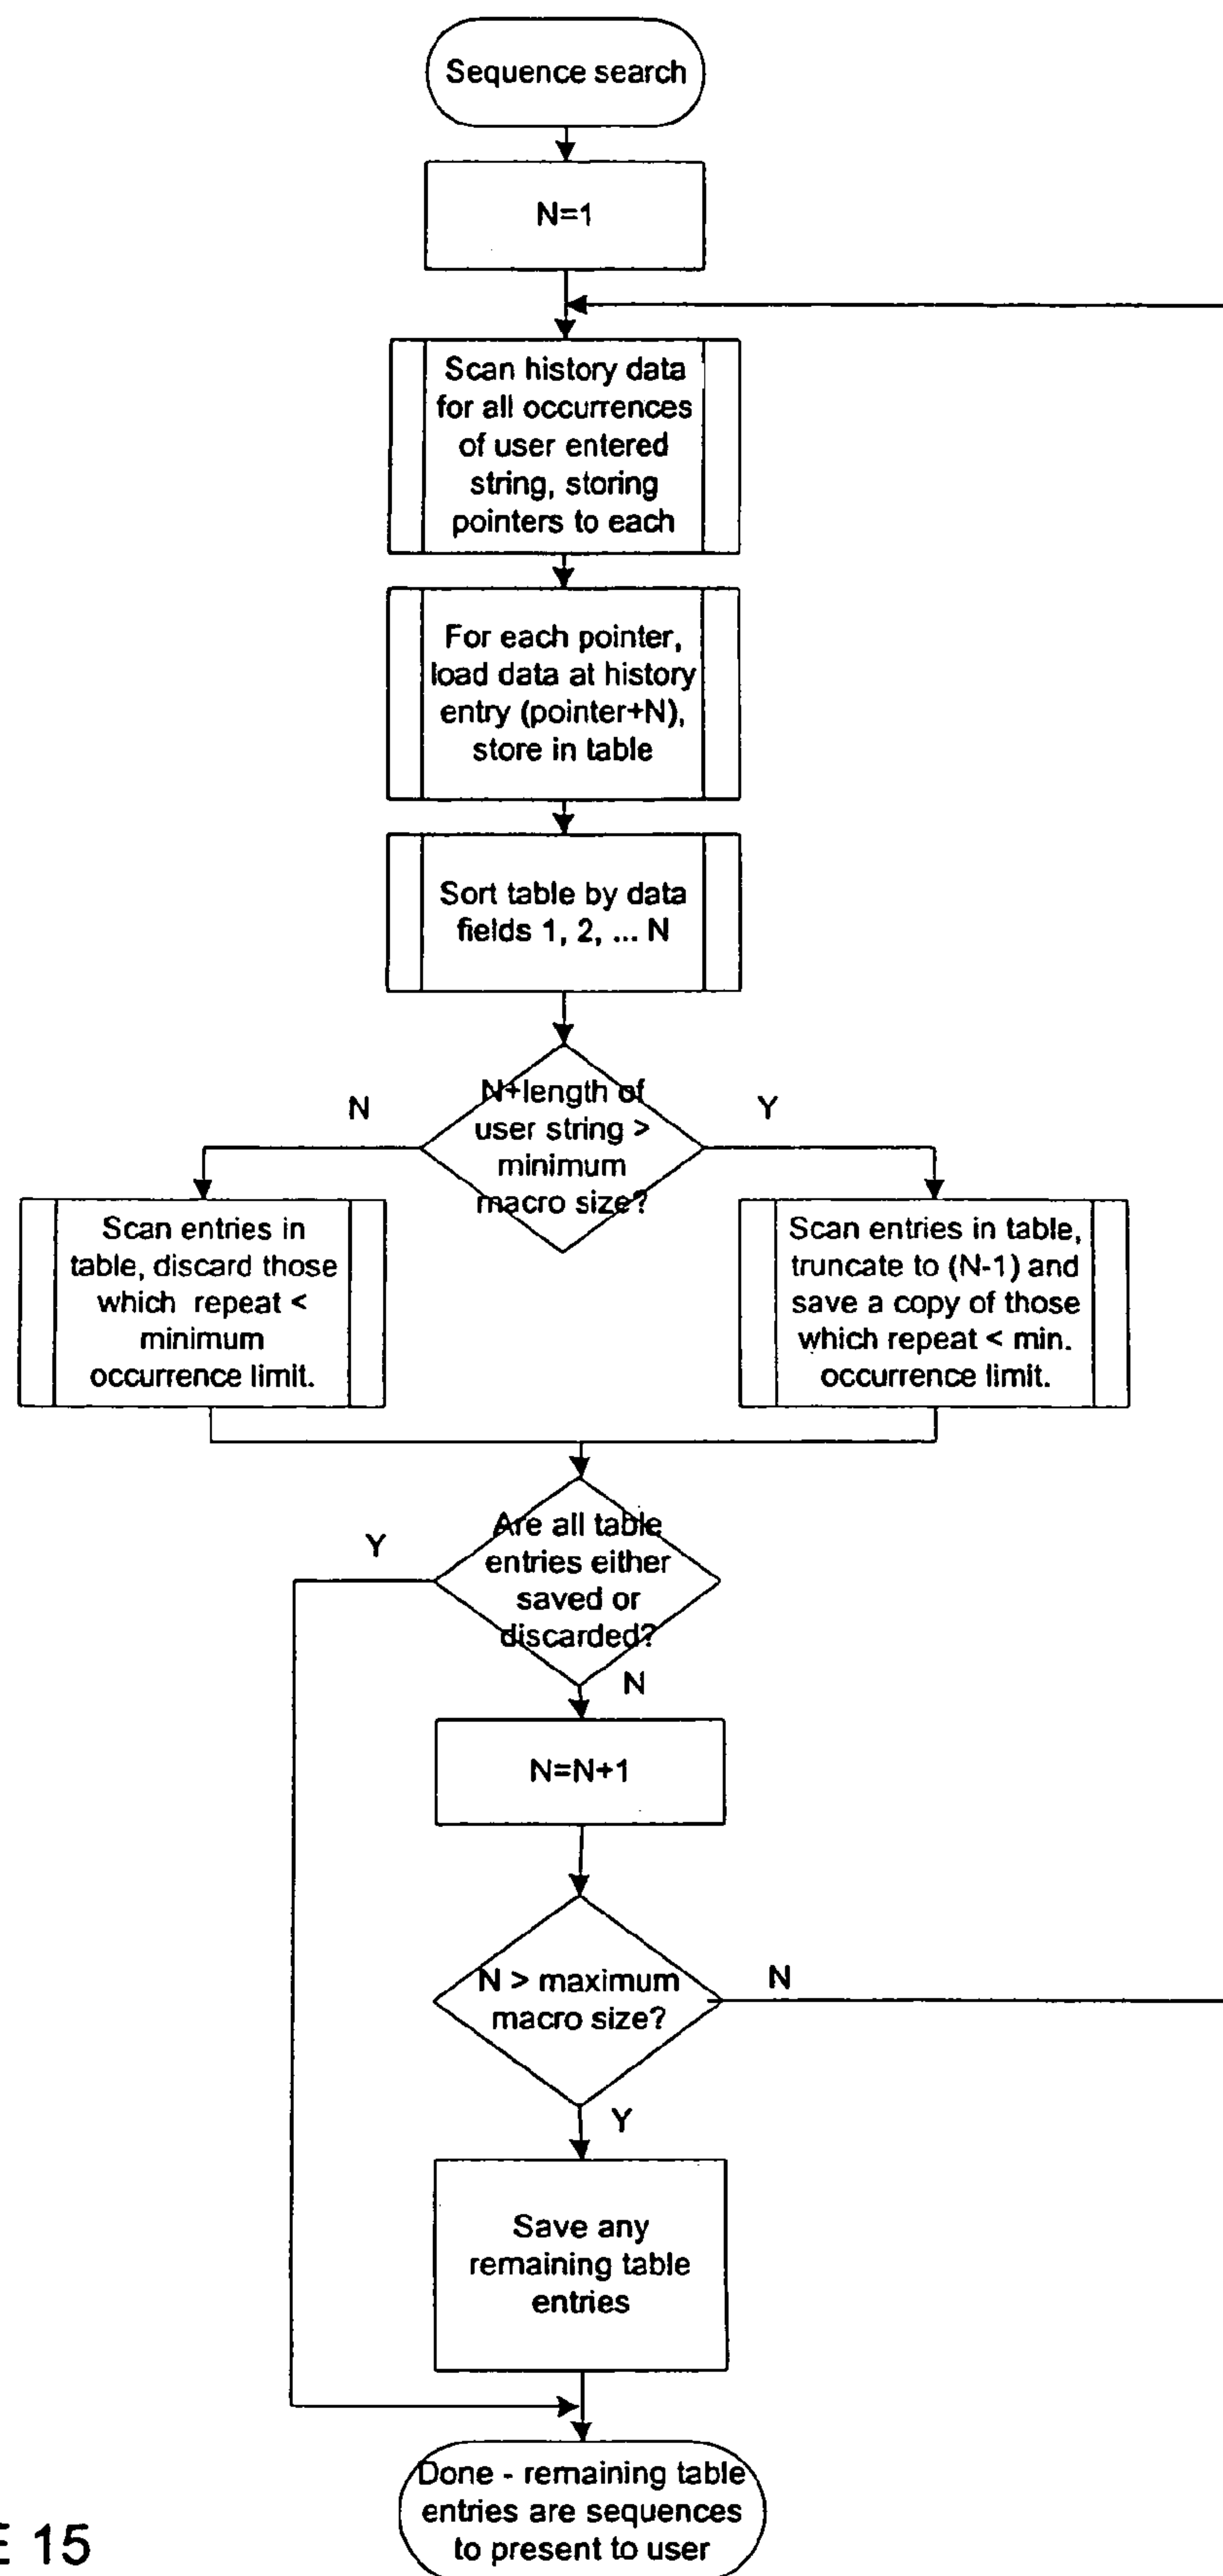 Sequence search
N=1
Scan history data
for all occurrences
of user entered
string, storing
pointers to each
For each pointer,
load data at history
entry (pointer+N),
store in table
Sort table by data
fields 1, 2, ... N
N+length of
user string >
minimum
macro size?
N
Y
Scan entries in
table, discard those
which repeat <
minimum
occurrence limit.
Scan entries in table,
truncate to (N-1) and
save a copy of those
which repeat < min.
occurrence limit.
Are all table
entries either
saved or
discarded?
Y
N
N=N+1
N > maximum
macro size?
N
Y
Save any
remaining table
entries
Done - remaining table
entries are sequences
to present to user
E 15